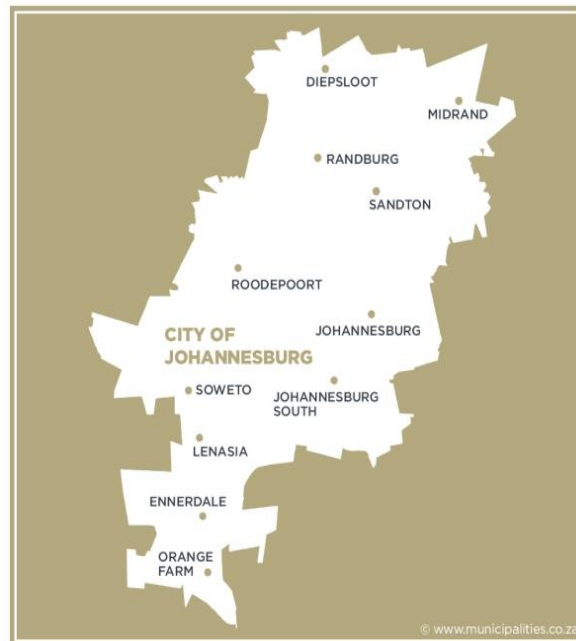 DIEPSLOOT
MIDRAND
RANDBURG
SANDTON
ROODEPOORT
JOHANNESBURG
CITY OF
JOHANNESBURG
SOWETO
JOHANNESBURG
SOUTH
LENASIA
ENNERDALE
ORANGE
FARM
© www.municipalities.co.za